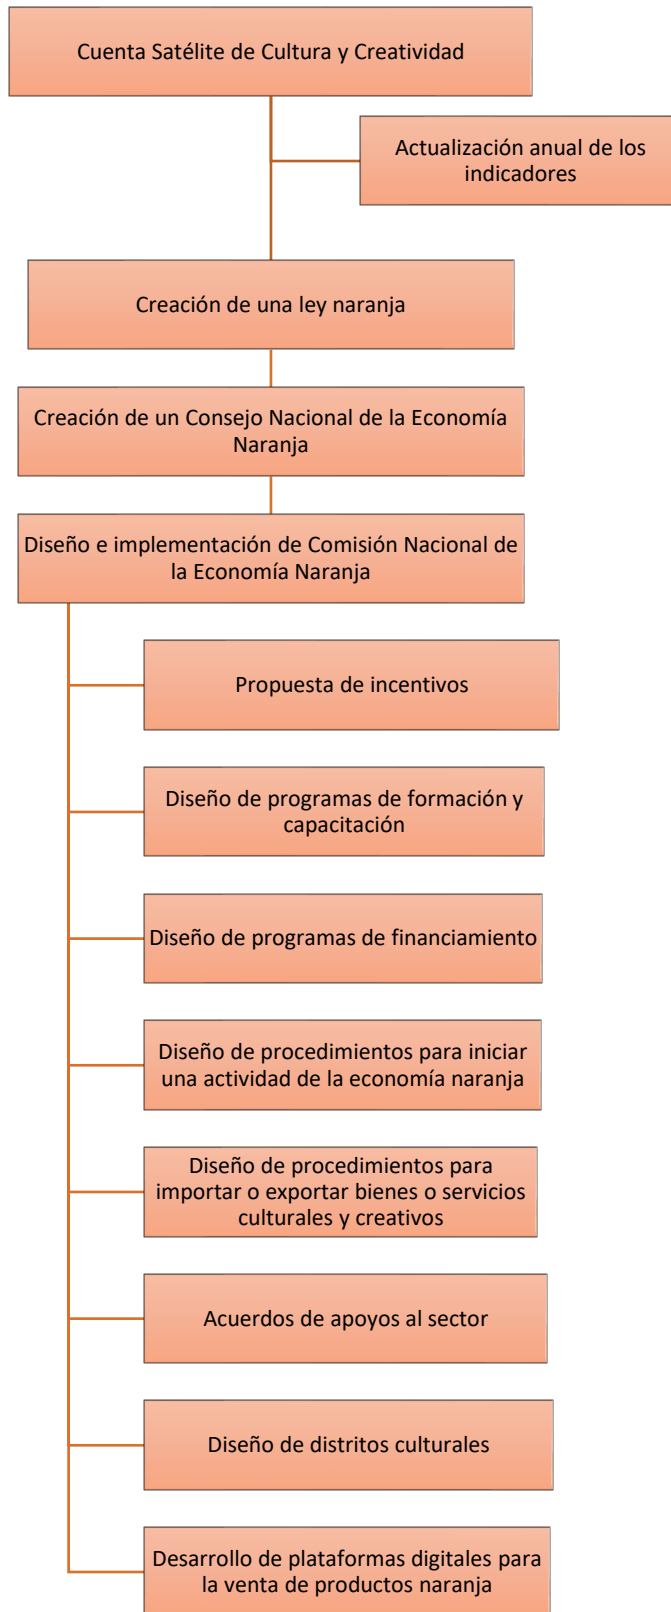 Cuenta Satélite de Cultura y Creatividad
Actualización anual de los
indicadores
Creación de una ley naranja
Creación de un Consejo Nacional de la Economía
Naranja
Diseño e implementación de Comisión Nacional de
la Economía Naranja
Propuesta de incentivos
Diseño de programas de formación y
capacitación
Diseño de programas de financiamiento
Diseño de procedimientos para iniciar
una actividad de la economía naranja
Diseño de procedimientos para
importar o exportar bienes o servicios
culturales y creativos
Acuerdos de apoyos al sector
Diseño de distritos culturales
Desarrollo de plataformas digitales para
la venta de productos naranja